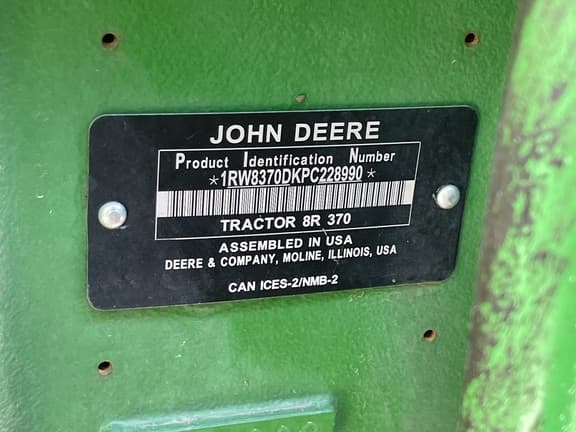 JOHN DEERE
Product Identification Number
*1RW8370DKPC228990*
TRACTOR 8R 370
ASSEMBLED IN USA
DEERE & COMPANY, MOLINE, ILLINOIS, USA
CAN ICES-2/NMB-2